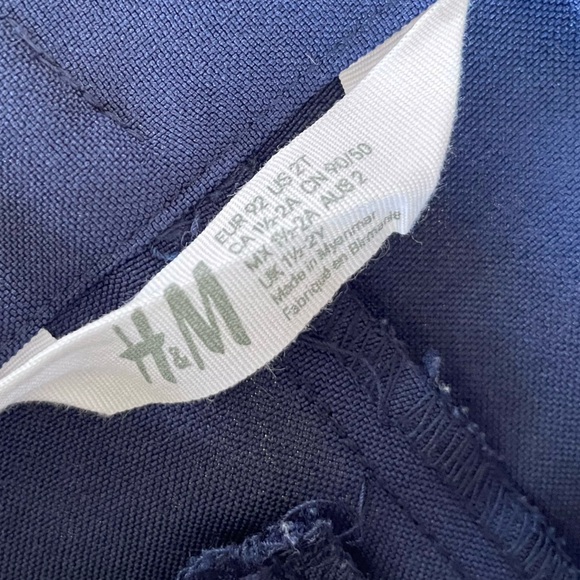 H&M
EUR 92 US 2T
CA 1½-2A CN 90/50
MX 1½-2A AUS 2
UK 1½-2Y
Made in Myanmar
Fabriqué en Birmanie